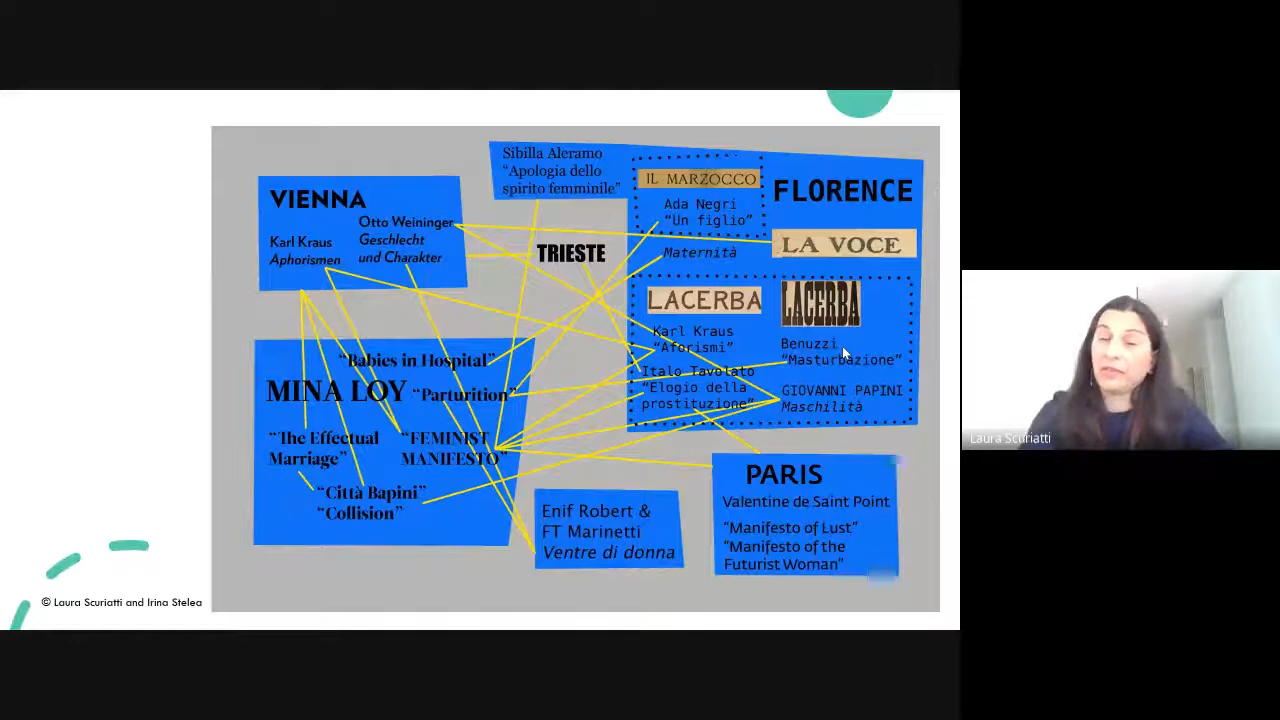 VIENNA
Otto Weininger
Geschlecht
und Charakter
Karl Kraus
Aphorismen
Sibilla Aleramo
“Apologia dello
spirito femminile”
TRIESTE
IL MARZOCCO
Ada Negri
“Un figlio”
Maternità
FLORENCE
LA VOCE
LACERBA
Karl Kraus
“Aforismi”
Italo Tavolato
“Elogio della
prostituzione”
LACERBA
Benuzzi
“Masturbazione”
GIOVANNI PAPINI
Maschilità
“Babies in Hospital”
MINA LOY
“Parturition”
“The Effectual
Marriage”
“FEMINIST
MANIFESTO”
“Città Bapini”
“Collision”
Enif Robert &
FT Marinetti
Ventre di donna
PARIS
Valentine de Saint Point
“Manifesto of Lust”
“Manifesto of the
Futurist Woman”
© Laura Scuriatti and Irina Stelea
Laura Scuriatti